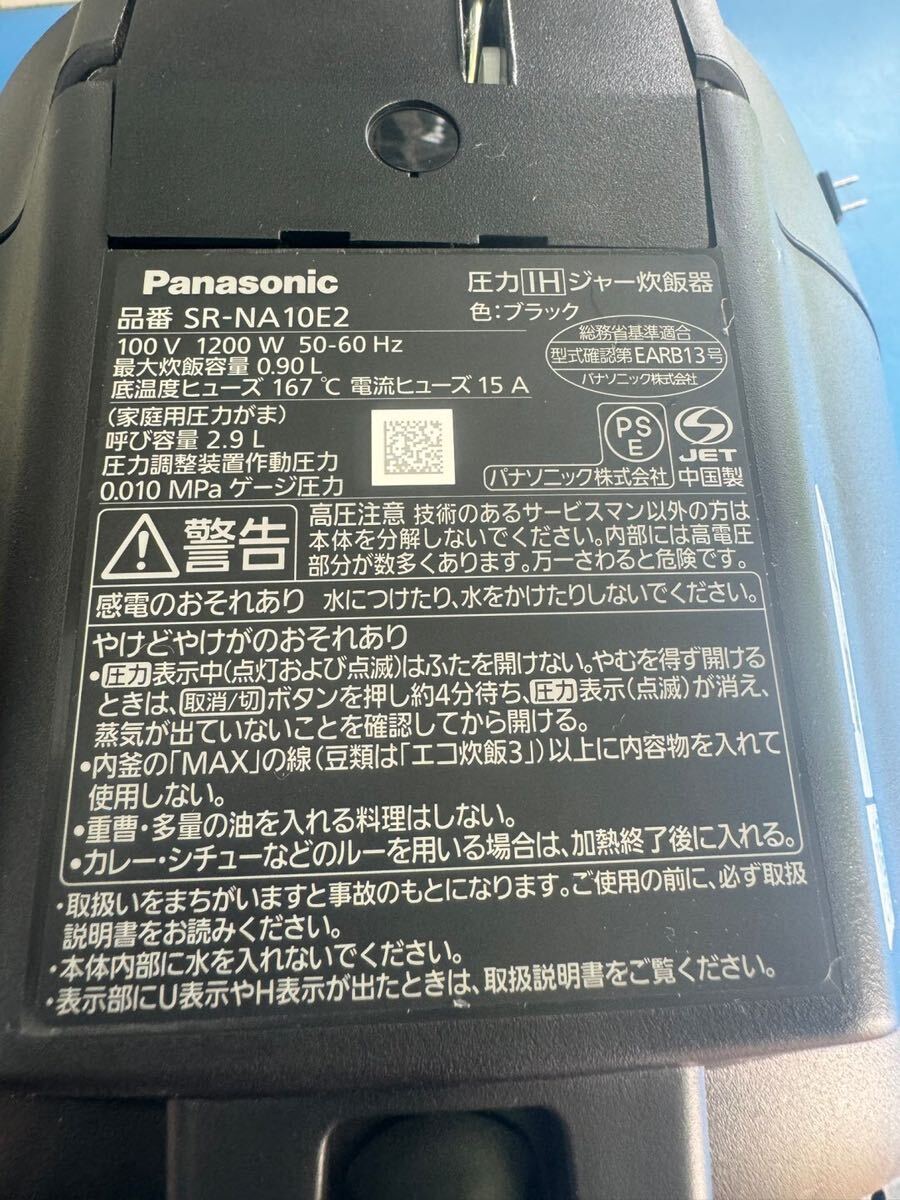 Panasonic
圧力IHジャー炊飯器
品番 SR-NA10E2
色：ブラック
100 V 1200 W 50-60 Hz
最大炊飯容量 0.90 L
底温度ヒューズ 167 ℃ 電流ヒューズ 15 A
総務省基準適合
型式確認第EARB13号
パナソニック株式会社
(家庭用圧力がま)
呼び容量 2.9 L
圧力調整装置作動圧力
0.010 MPa ゲージ圧力
PS
E
JET
パナソニック株式会社 中国製
警告
高圧注意 技術のあるサービスマン以外の方は
本体を分解しないでください。内部には高電圧
部分が数多くあります。万一さわると危険です。
感電のおそれあり 水につけたり、水をかけたりしないでください。
やけどやけがのおそれあり
•圧力表示中(点灯および点滅)はふたを開けない。やむを得ず開ける
ときは、取消/切ボタンを押し約4分待ち、圧力表示(点滅)が消え、
蒸気が出ていないことを確認してから開ける。
•内釜の「MAX」の線(豆類は「エコ炊飯3」)以上に内容物を入れて
使用しない。
•重曹・多量の油を入れる料理はしない。
•カレー・シチューなどのルーを用いる場合は、加熱終了後に入れる。
・取扱いをまちがいますと事故のもとになります。ご使用の前に、必ず取扱
説明書をお読みください。
・本体内部に水を入れないでください。
・表示部にU表示やH表示が出たときは、取扱説明書をご覧ください。